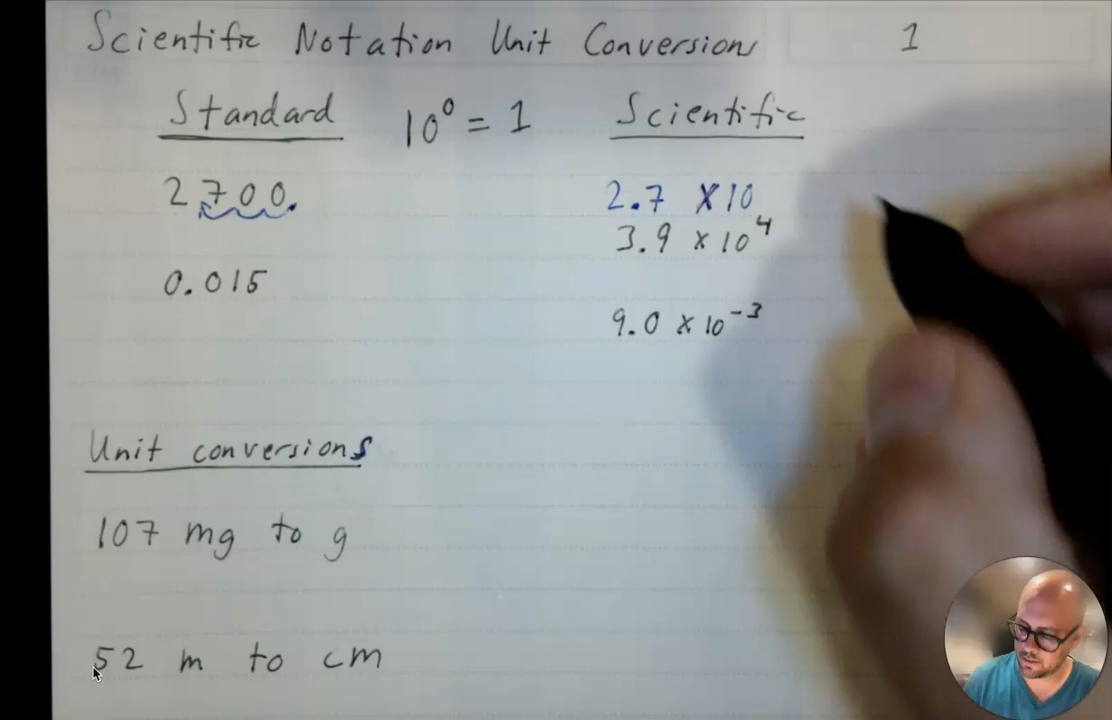 Scientific Notation Unit Conversions 1
Standard 10⁰ = 1 Scientific
2700. 2.7 x 10
3.9 x 10⁴
0.015
9.0 x 10⁻³
Unit conversions
107 mg to g
52 m to cm